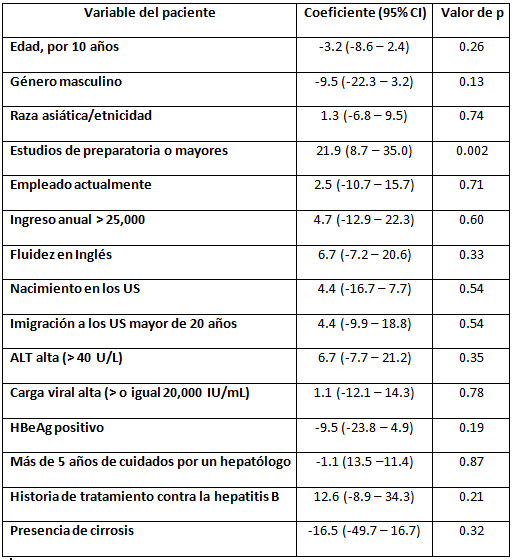 Variable del paciente Coeficiente (95% CI) Valor de p
Edad, por 10 años -3.2 (-8.6 – 2.4) 0.26
Género masculino -9.5 (-22.3 – 3.2) 0.13
Raza asiática/etnicidad 1.3 (-6.8 – 9.5) 0.74
Estudios de preparatoria o mayores 21.9 (8.7 – 35.0) 0.002
Empleado actualmente 2.5 (-10.7 – 15.7) 0.71
Ingreso anual > 25,000 4.7 (-12.9 – 22.3) 0.60
Fluidez en Inglés 6.7 (-7.2 – 20.6) 0.33
Nacimiento en los US 4.4 (-16.7 – 7.7) 0.54
Imigración a los US mayor de 20 años 4.4 (-9.9 – 18.8) 0.54
ALT alta (> 40 U/L) 6.7 (-7.7 – 21.2) 0.35
Carga viral alta (> o igual 20,000 IU/mL) 1.1 (-12.1 – 14.3) 0.78
HBeAg positivo -9.5 (-23.8 – 4.9) 0.19
Más de 5 años de cuidados por un hepatólogo -1.1 (13.5 –11.4) 0.87
Historia de tratamiento contra la hepatitis B 12.6 (-8.9 – 34.3) 0.21
Presencia de cirrosis -16.5 (-49.7 – 16.7) 0.32